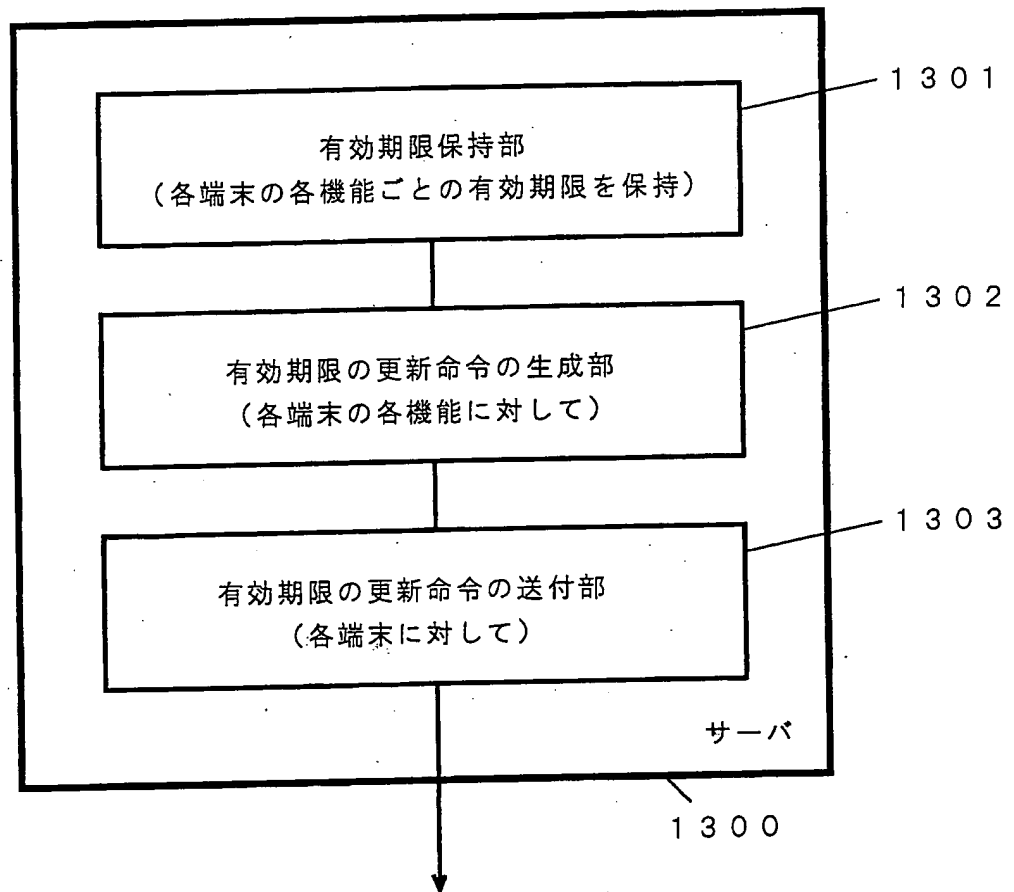 1301
有効期限保持部
(各端末の各機能ごとの有効期限を保持)
1302
有効期限の更新命令の生成部
(各端末の各機能に対して)
1303
有効期限の更新命令の送付部
(各端末に対して)
サーバ
1300